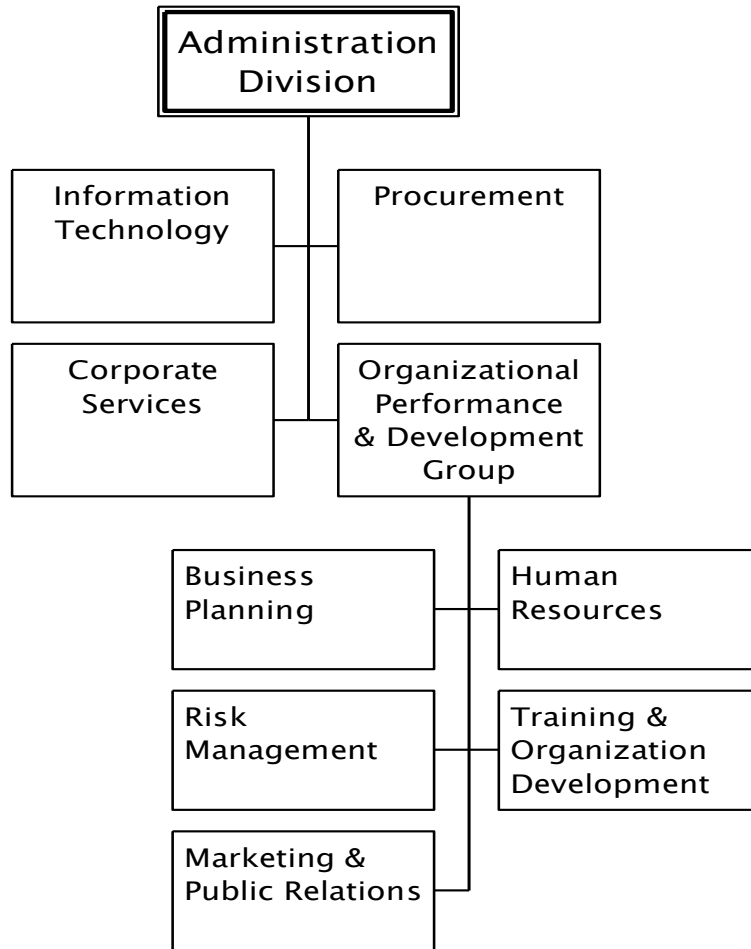 Administration
Division
Information
Technology
Procurement
Corporate
Services
Organizational
Performance
& Development
Group
Business
Planning
Human
Resources
Risk
Management
Training &
Organization
Development
Marketing &
Public Relations